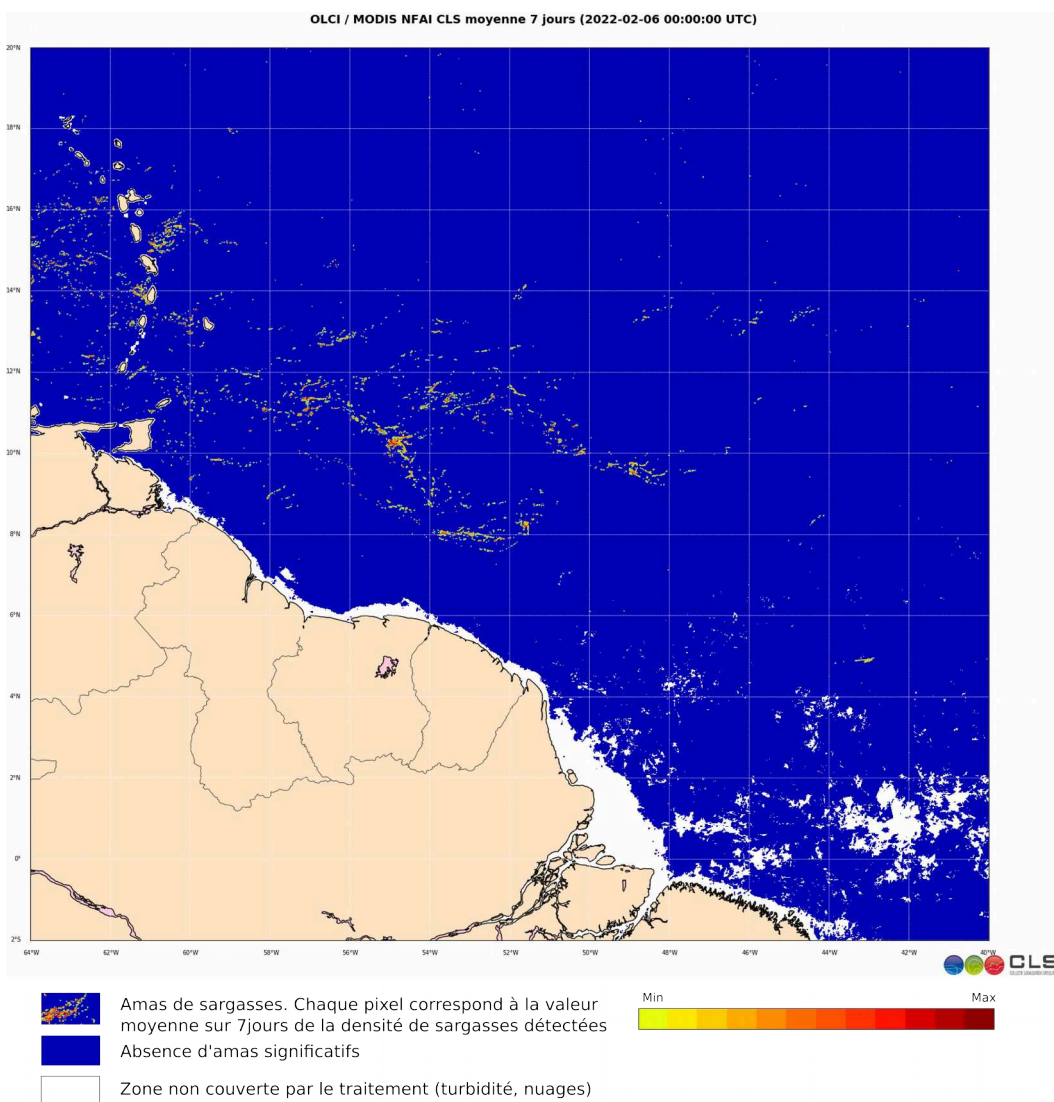 OLCI / MODIS NFAI CLS moyenne 7 jours (2022-02-06 00:00:00 UTC)
20°N
18°N
16°N
14°N
12°N
10°N
8°N
6°N
4°N
2°N
0°
2°S
64°W 62°W 60°W 58°W 56°W 54°W 52°W 50°W 48°W 46°W 44°W 42°W 40°W
CLS
Amas de sargasses. Chaque pixel correspond à la valeur
moyenne sur 7jours de la densité de sargasses détectées
Min Max
Absence d'amas significatifs
Zone non couverte par le traitement (turbidité, nuages)